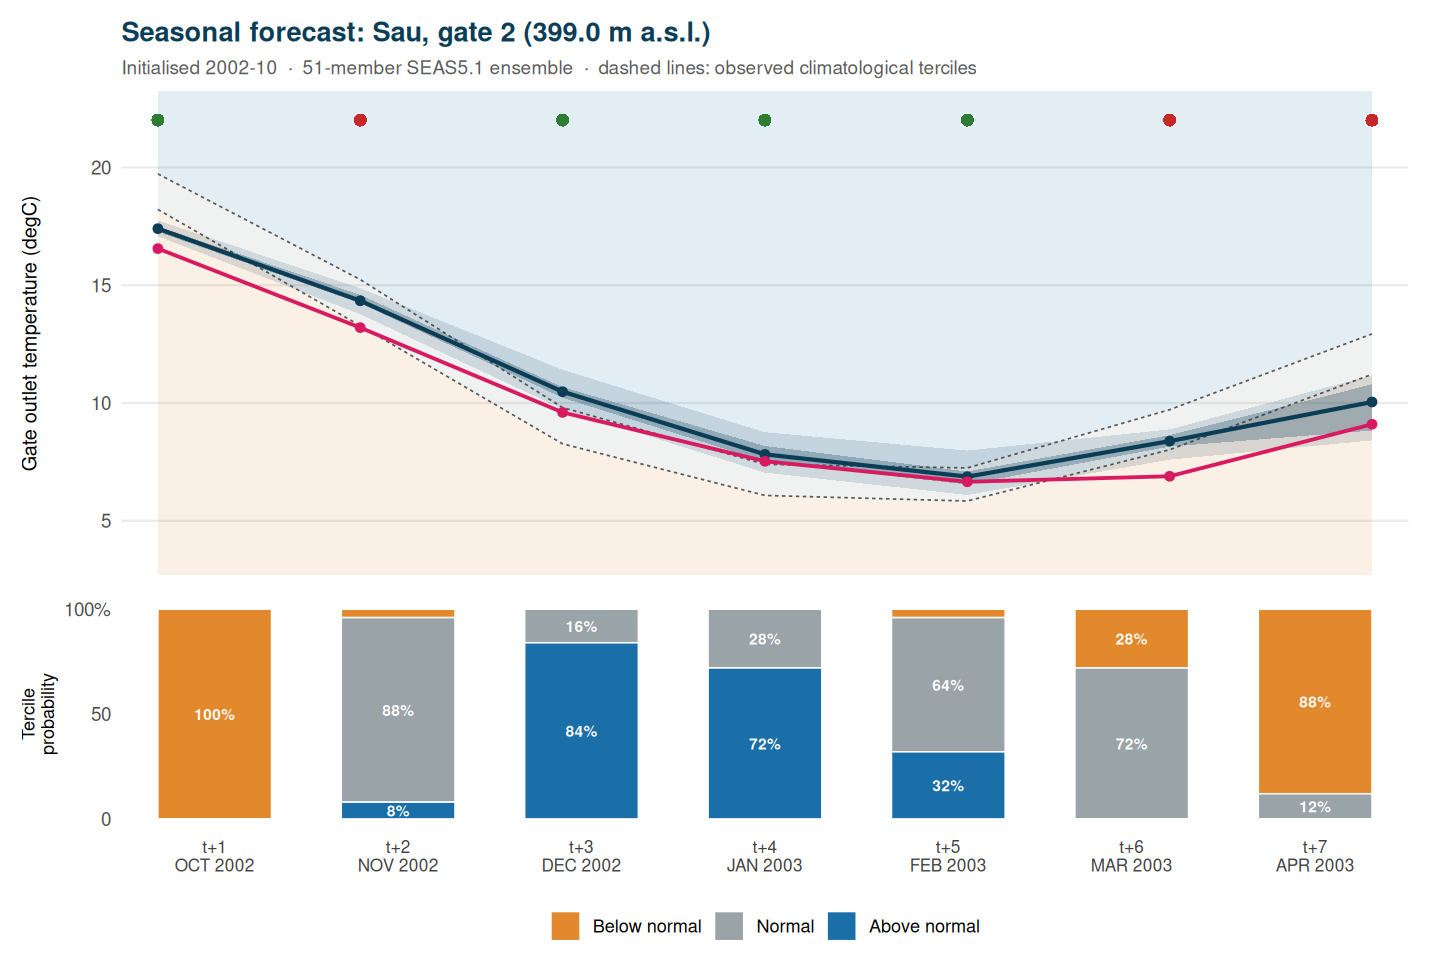 Seasonal forecast: Sau, gate 2 (399.0 m a.s.l.)
Initialised 2002-10 · 51-member SEAS5.1 ensemble · dashed lines: observed climatological terciles
Gate outlet temperature (degC)
20
15
10
5
Tercile
probability
100%
50
0
100%
88%
8%
16%
84%
28%
72%
64%
32%
28%
72%
88%
12%
t+1
OCT 2002
t+2
NOV 2002
t+3
DEC 2002
t+4
JAN 2003
t+5
FEB 2003
t+6
MAR 2003
t+7
APR 2003
Below normal
Normal
Above normal